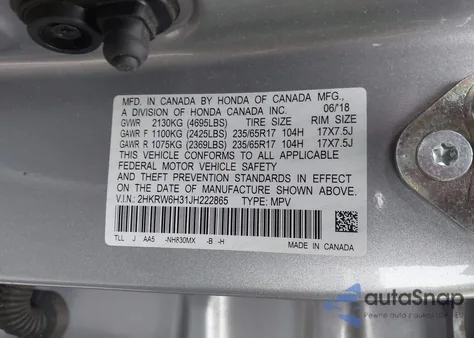 MFD. IN CANADA BY HONDA OF CANADA MFG.,
A DIVISION OF HONDA CANADA INC. 06/18
GVWR 2130KG (4695LBS) TIRE SIZE RIM SIZE
GAWR F 1100KG (2425LBS) 235/65R17 104H 17X7.5J
GAWR R 1075KG (2369LBS) 235/65R17 104H 17X7.5J
THIS VEHICLE CONFORMS TO ALL APPLICABLE
FEDERAL MOTOR VEHICLE SAFETY
AND THEFT PREVENTION STANDARDS IN EFFECT
ON THE DATE OF MANUFACTURE SHOWN ABOVE.
V.I.N.: 2HKRW6H31JH222865 TYPE: MPV
TLL J AA5 -NH830MX -B -H MADE IN CANADA
autoSnap
Pewne auta z aukcji